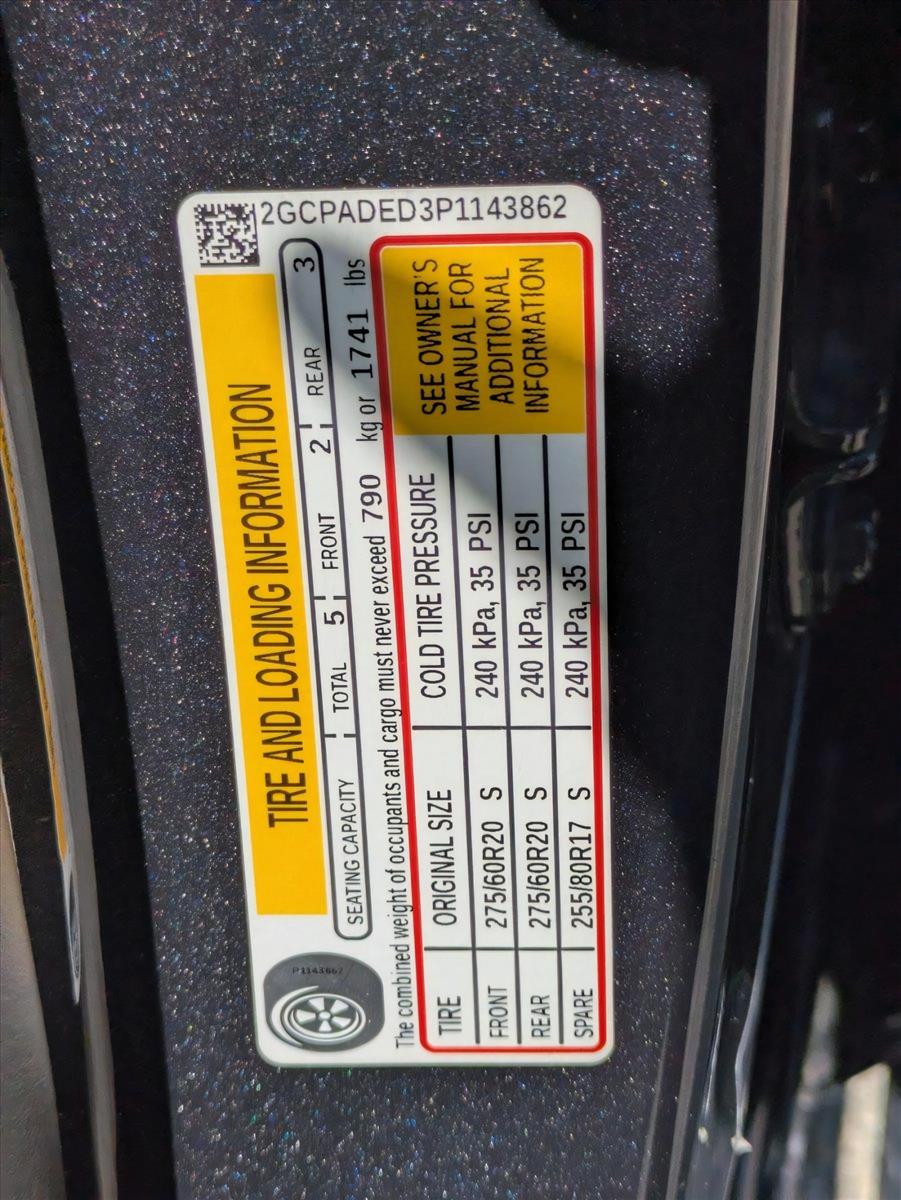 2GCPADED3P1143862
TIRE AND LOADING INFORMATION
SEATING CAPACITY TOTAL 5 FRONT 2 REAR 3
The combined weight of occupants and cargo must never exceed 790 kg or 1741 lbs
TIRE ORIGINAL SIZE COLD TIRE PRESSURE
FRONT 275/60R20 S 240 kPa, 35 PSI
REAR 275/60R20 S 240 kPa, 35 PSI
SPARE 255/80R17 S 240 kPa, 35 PSI
SEE OWNER'S
MANUAL FOR
ADDITIONAL
INFORMATION
P1143862